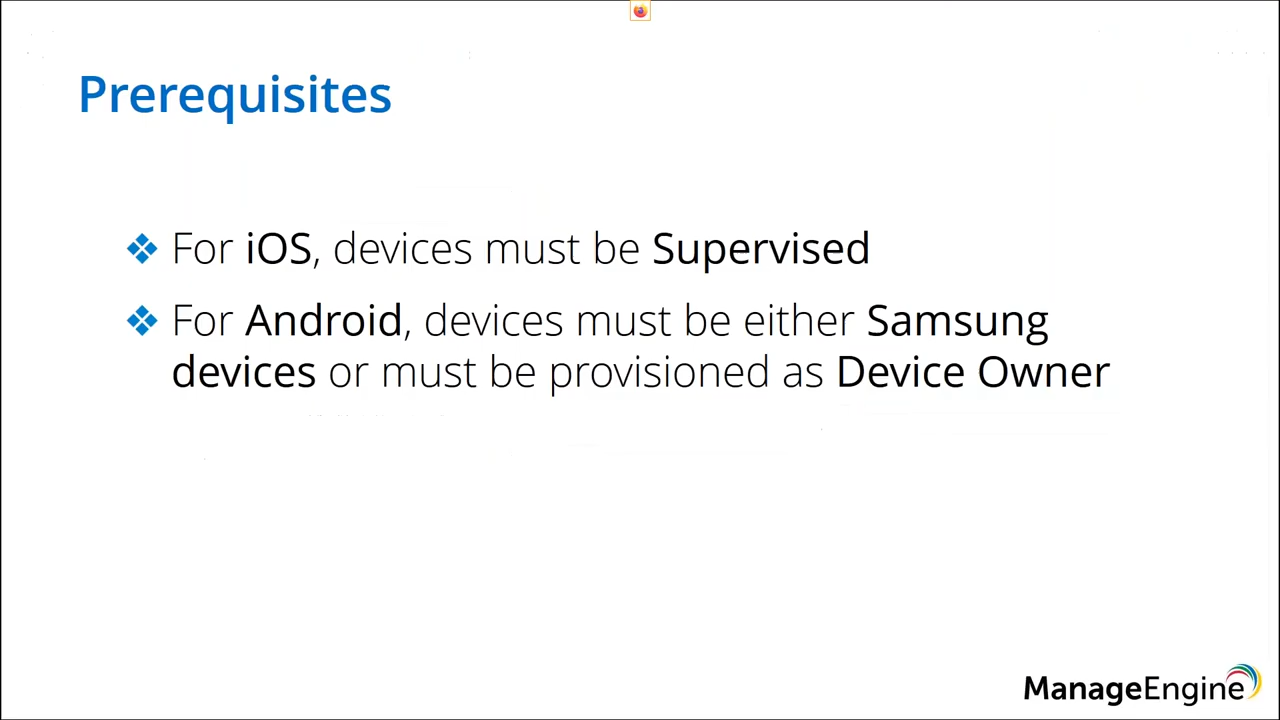 Prerequisites
For iOS, devices must be Supervised
For Android, devices must be either Samsung
devices or must be provisioned as Device Owner
ManageEngine